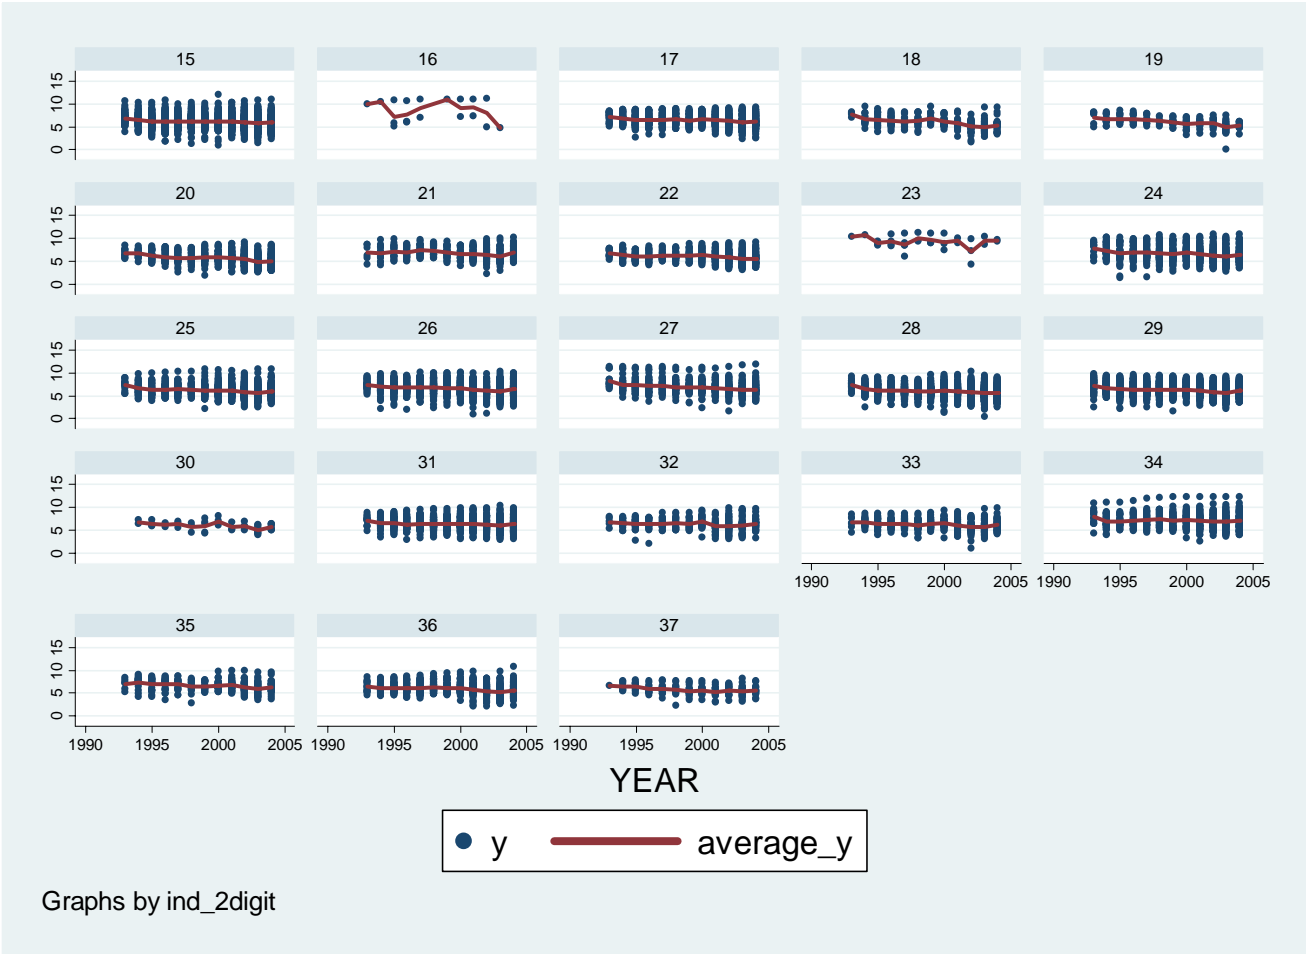 15 16 17 18 19
0 5 10 15
20 21 22 23 24
0 5 10 15
25 26 27 28 29
0 5 10 15
30 31 32 33 34
0 5 10 15
1990 1995 2000 2005 1990 1995 2000 2005
35 36 37
0 5 10 15
1990 1995 2000 2005 1990 1995 2000 2005 1990 1995 2000 2005
YEAR
y average_y
Graphs by ind_2digit